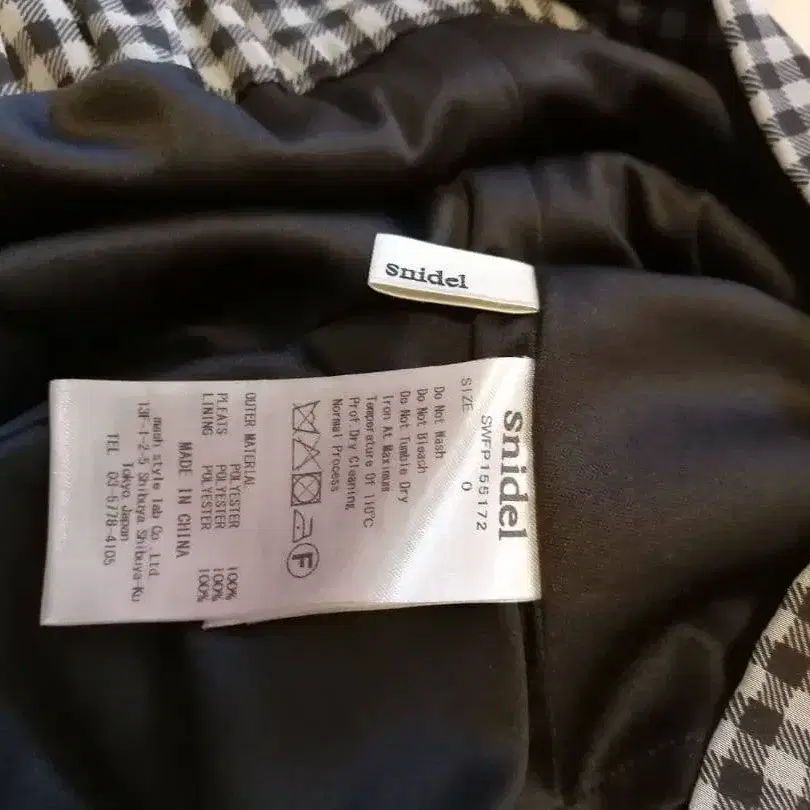 snidel
snidel
SWFP155172
SIZE 0
Do Not Wash
Do Not Bleach
Do Not Tumble Dry
Iron At Maximum
Temperature Of 110°C
Prof.Dry Cleaning,
Normal Process
F
OUTER MATERIAL
POLYESTER 100%
PLEATS POLYESTER 100%
LINING POLYESTER 100%
MADE IN CHINA
mash style lab Co.,Ltd
13F-1-2-5 Shibuya Shibuya-Ku
Tokyo Japan
TEL 03-5778-4105